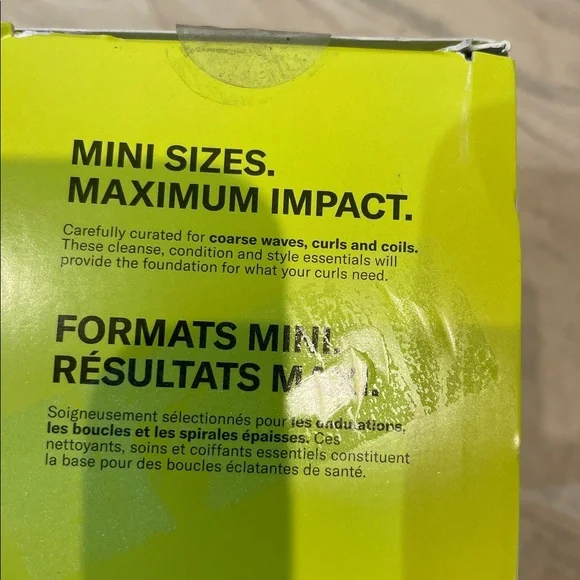 MINI SIZES.
MAXIMUM IMPACT.
Carefully curated for coarse waves, curls and coils.
These cleanse, condition and style essentials will
provide the foundation for what your curls need.
FORMATS MINI.
RÉSULTATS MAXI.
Soigneusement sélectionnés pour les ondulations,
les boucles et les spirales épaisses. Ces
nettoyants, soins et coiffants essentiels constituent
la base pour des boucles éclatantes de santé.